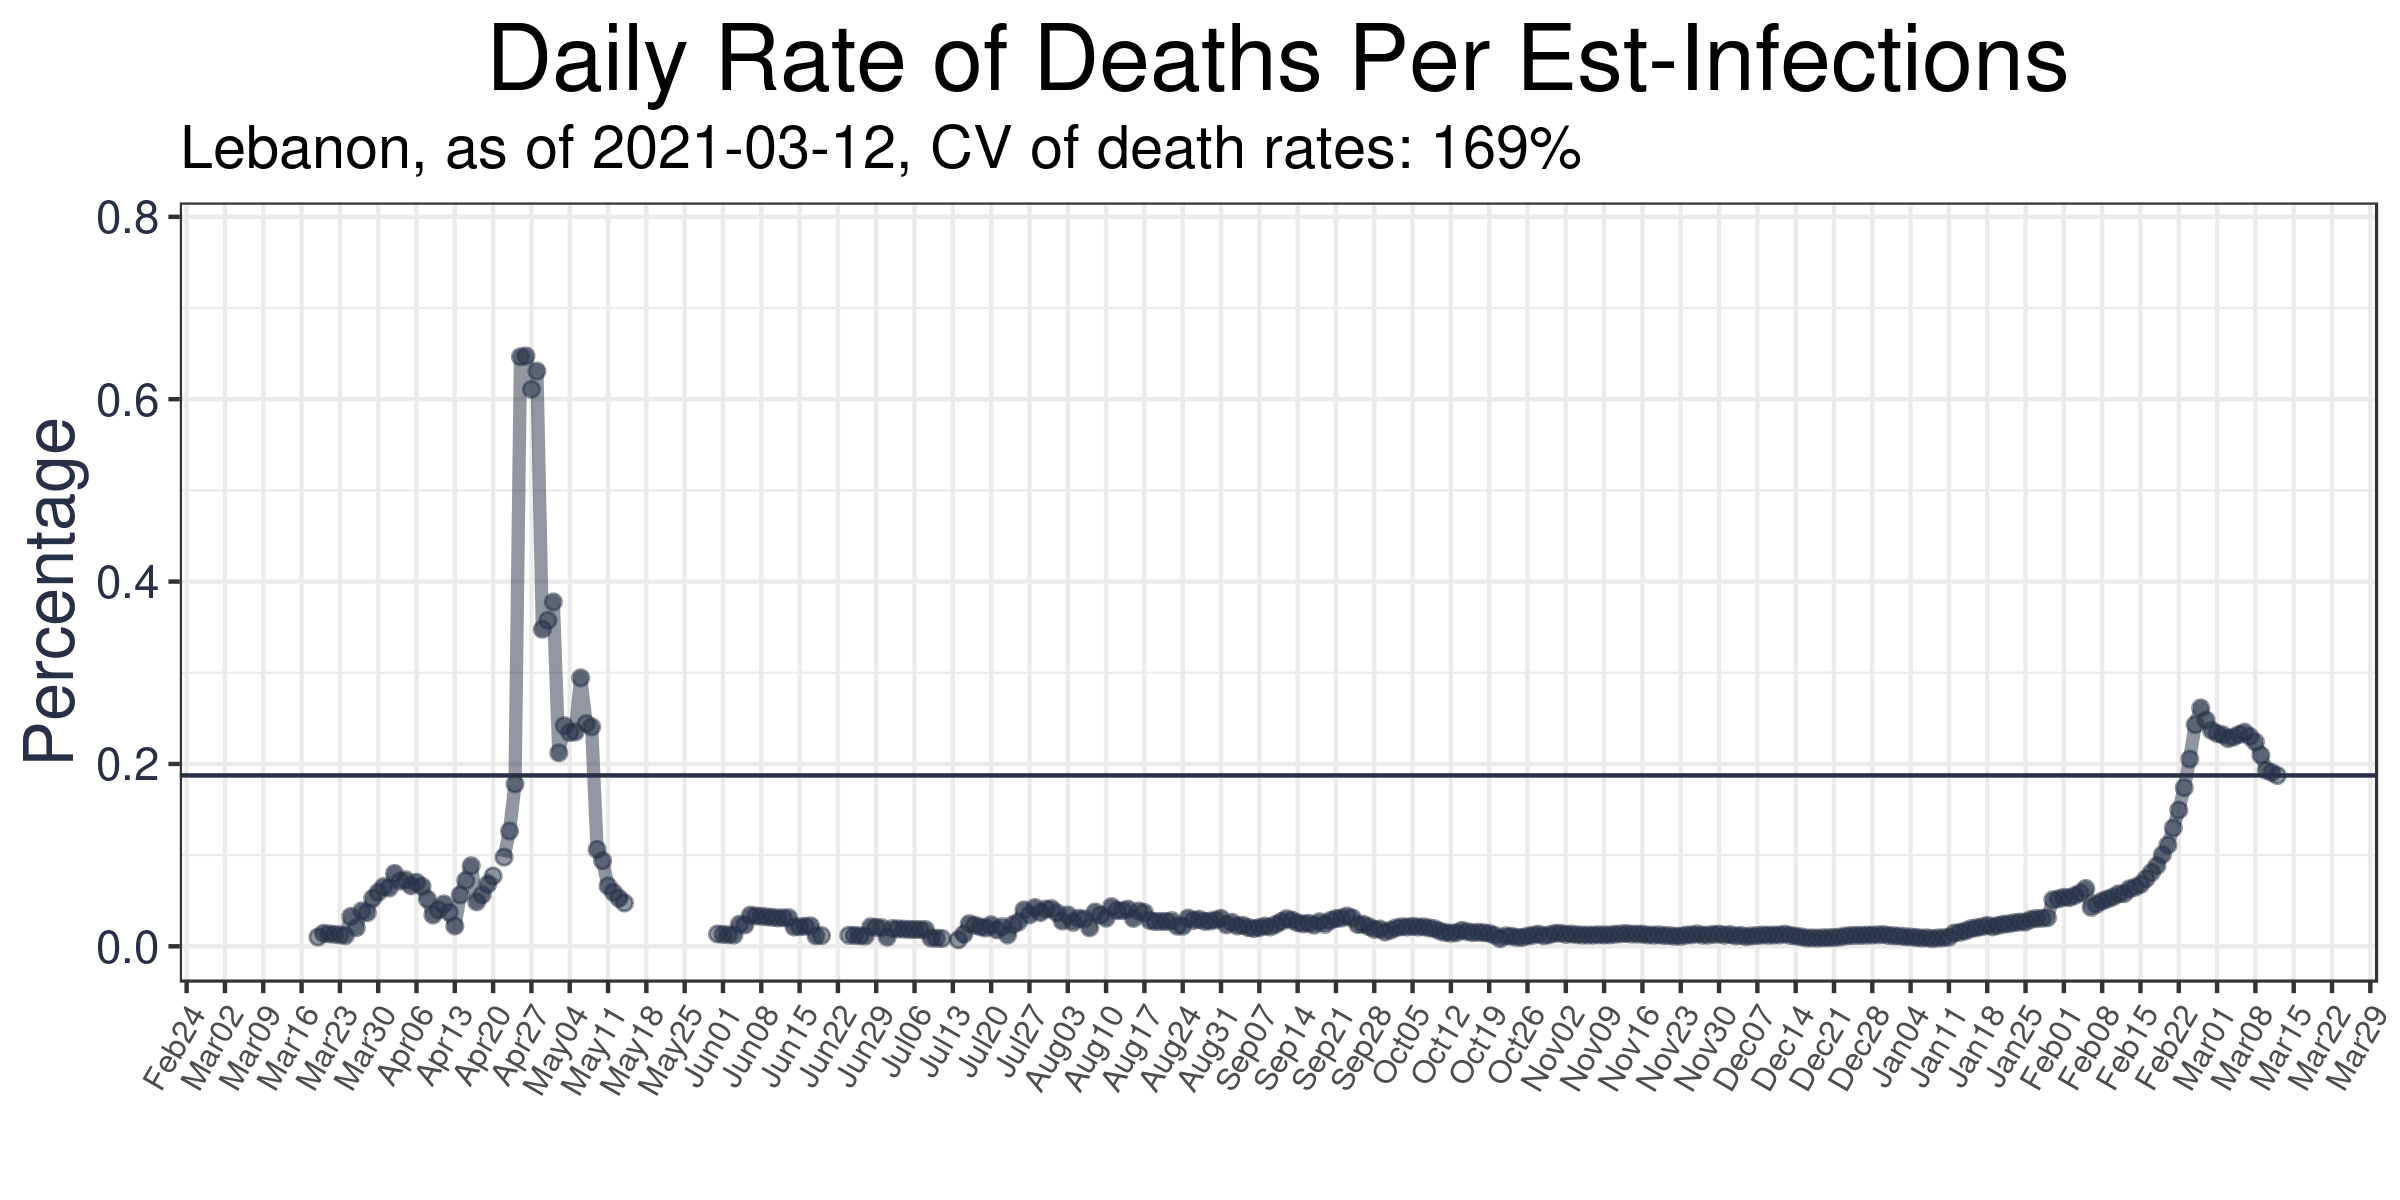 Daily Rate of Deaths Per Est-Infections
Lebanon, as of 2021-03-12, CV of death rates: 169%
Percentage
0.8
0.6
0.4
0.2
0.0
Feb24
Mar02
Mar09
Mar16
Mar23
Mar30
Apr06
Apr13
Apr20
Apr27
May04
May11
May18
May25
Jun01
Jun08
Jun15
Jun22
Jun29
Jul06
Jul13
Jul20
Jul27
Aug03
Aug10
Aug17
Aug24
Aug31
Sep07
Sep14
Sep21
Sep28
Oct05
Oct12
Oct19
Oct26
Nov02
Nov09
Nov16
Nov23
Nov30
Dec07
Dec14
Dec21
Dec28
Jan04
Jan11
Jan18
Jan25
Feb01
Feb08
Feb15
Feb22
Mar01
Mar08
Mar15
Mar22
Mar29